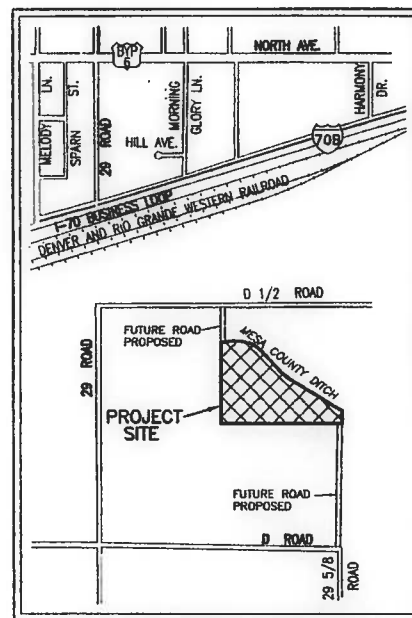 NORTH AVE.
BYP
6
MELODY LN.
SPARN ST.
29 ROAD
MORNING GLORY LN.
HARMONY DR.
HILL AVE.
70B
I-70 BUSINESS LOOP
DENVER AND RIO GRANDE WESTERN RAILROAD
D 1/2 ROAD
FUTURE ROAD
PROPOSED
MESA COUNTY DITCH
29 ROAD
PROJECT
SITE
FUTURE ROAD
PROPOSED
D ROAD
29 5/8
ROAD